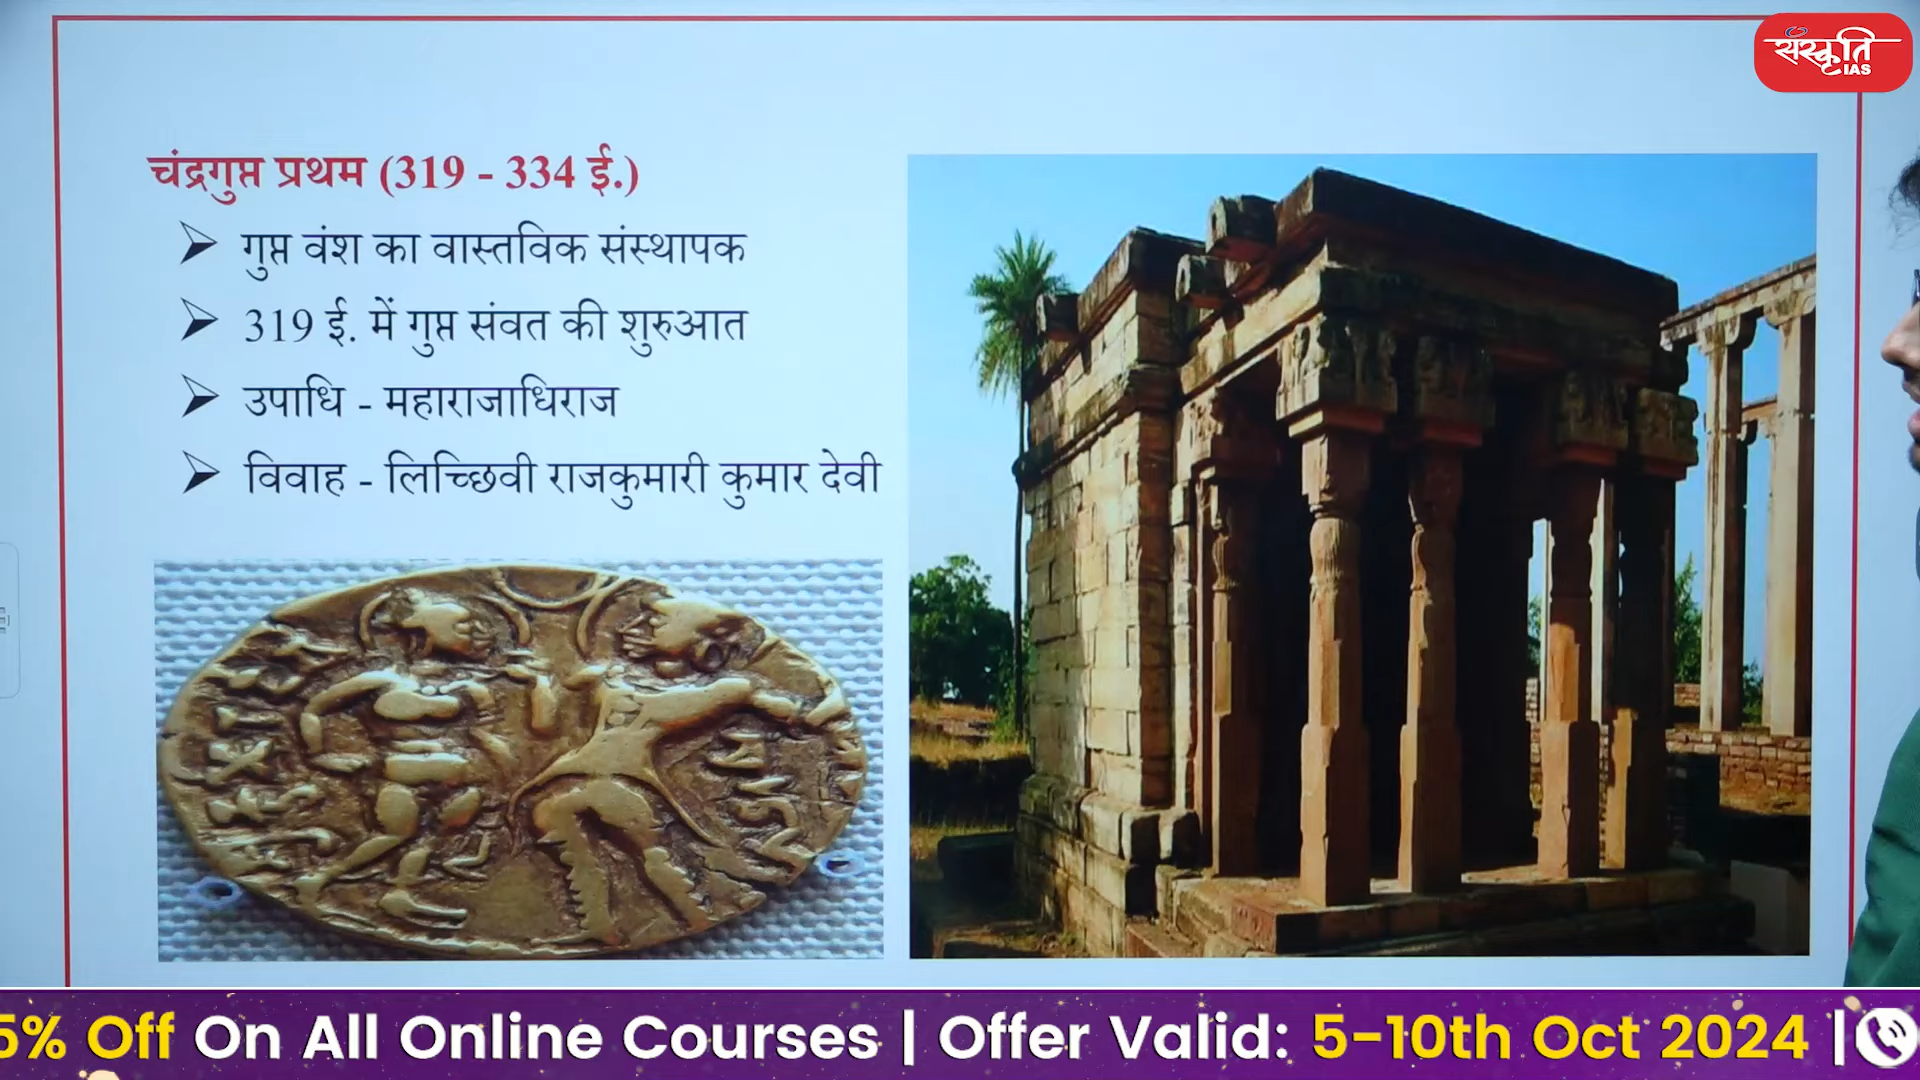 संस्कृति
IAS
चंद्रगुप्त प्रथम (319 - 334 ई.)
गुप्त वंश का वास्तविक संस्थापक
319 ई. में गुप्त संवत की शुरुआत
उपाधि - महाराजाधिराज
विवाह - लिच्छिवी राजकुमारी कुमार देवी
5% Off On All Online Courses | Offer Valid: 5-10th Oct 2024 |